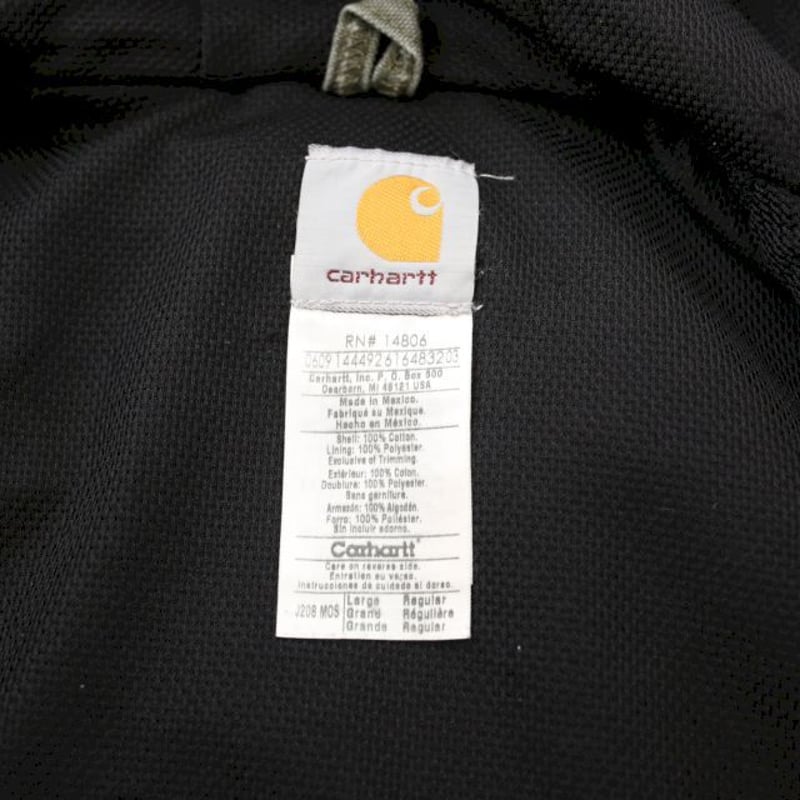 carhartt
RN# 14806
0609144492616483203
Carhartt, Inc. P. O. Box 600
Dearborn, MI 48121 USA
Made in Mexico.
Fabriqué au Mexique.
Hecho en México.
Shell: 100% Cotton.
Lining: 100% Polyester.
Exclusive of Trimming.
Extérieur: 100% Coton.
Doublure: 100% Polyester.
Sans garniture.
Armazón: 100% Algodón.
Forro: 100% Poliéster.
Sin incluir adorno.
Carhartt®
Care on reverse side.
Entretien au verso.
Instrucciones de cuidado al dorso.
J208 MOS
Large Regular
Grand Régulière
Grande Regular